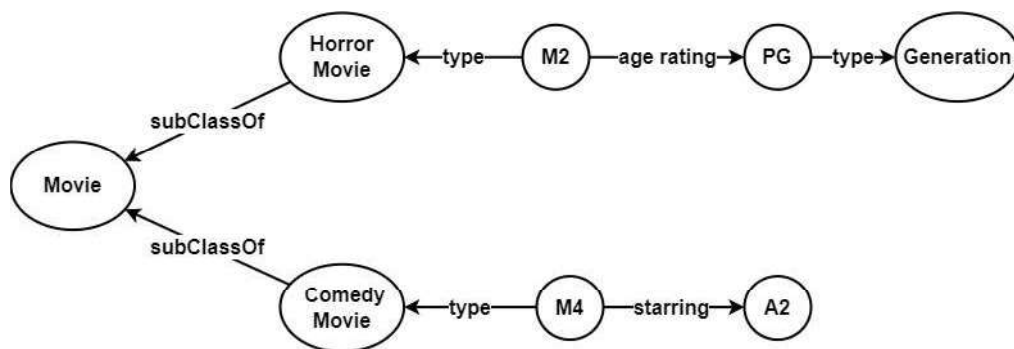 Horror
Movie
type
M2
age rating
PG
type
Generation
subClassOf
Movie
subClassOf
Comedy
Movie
type
M4
starring
A2